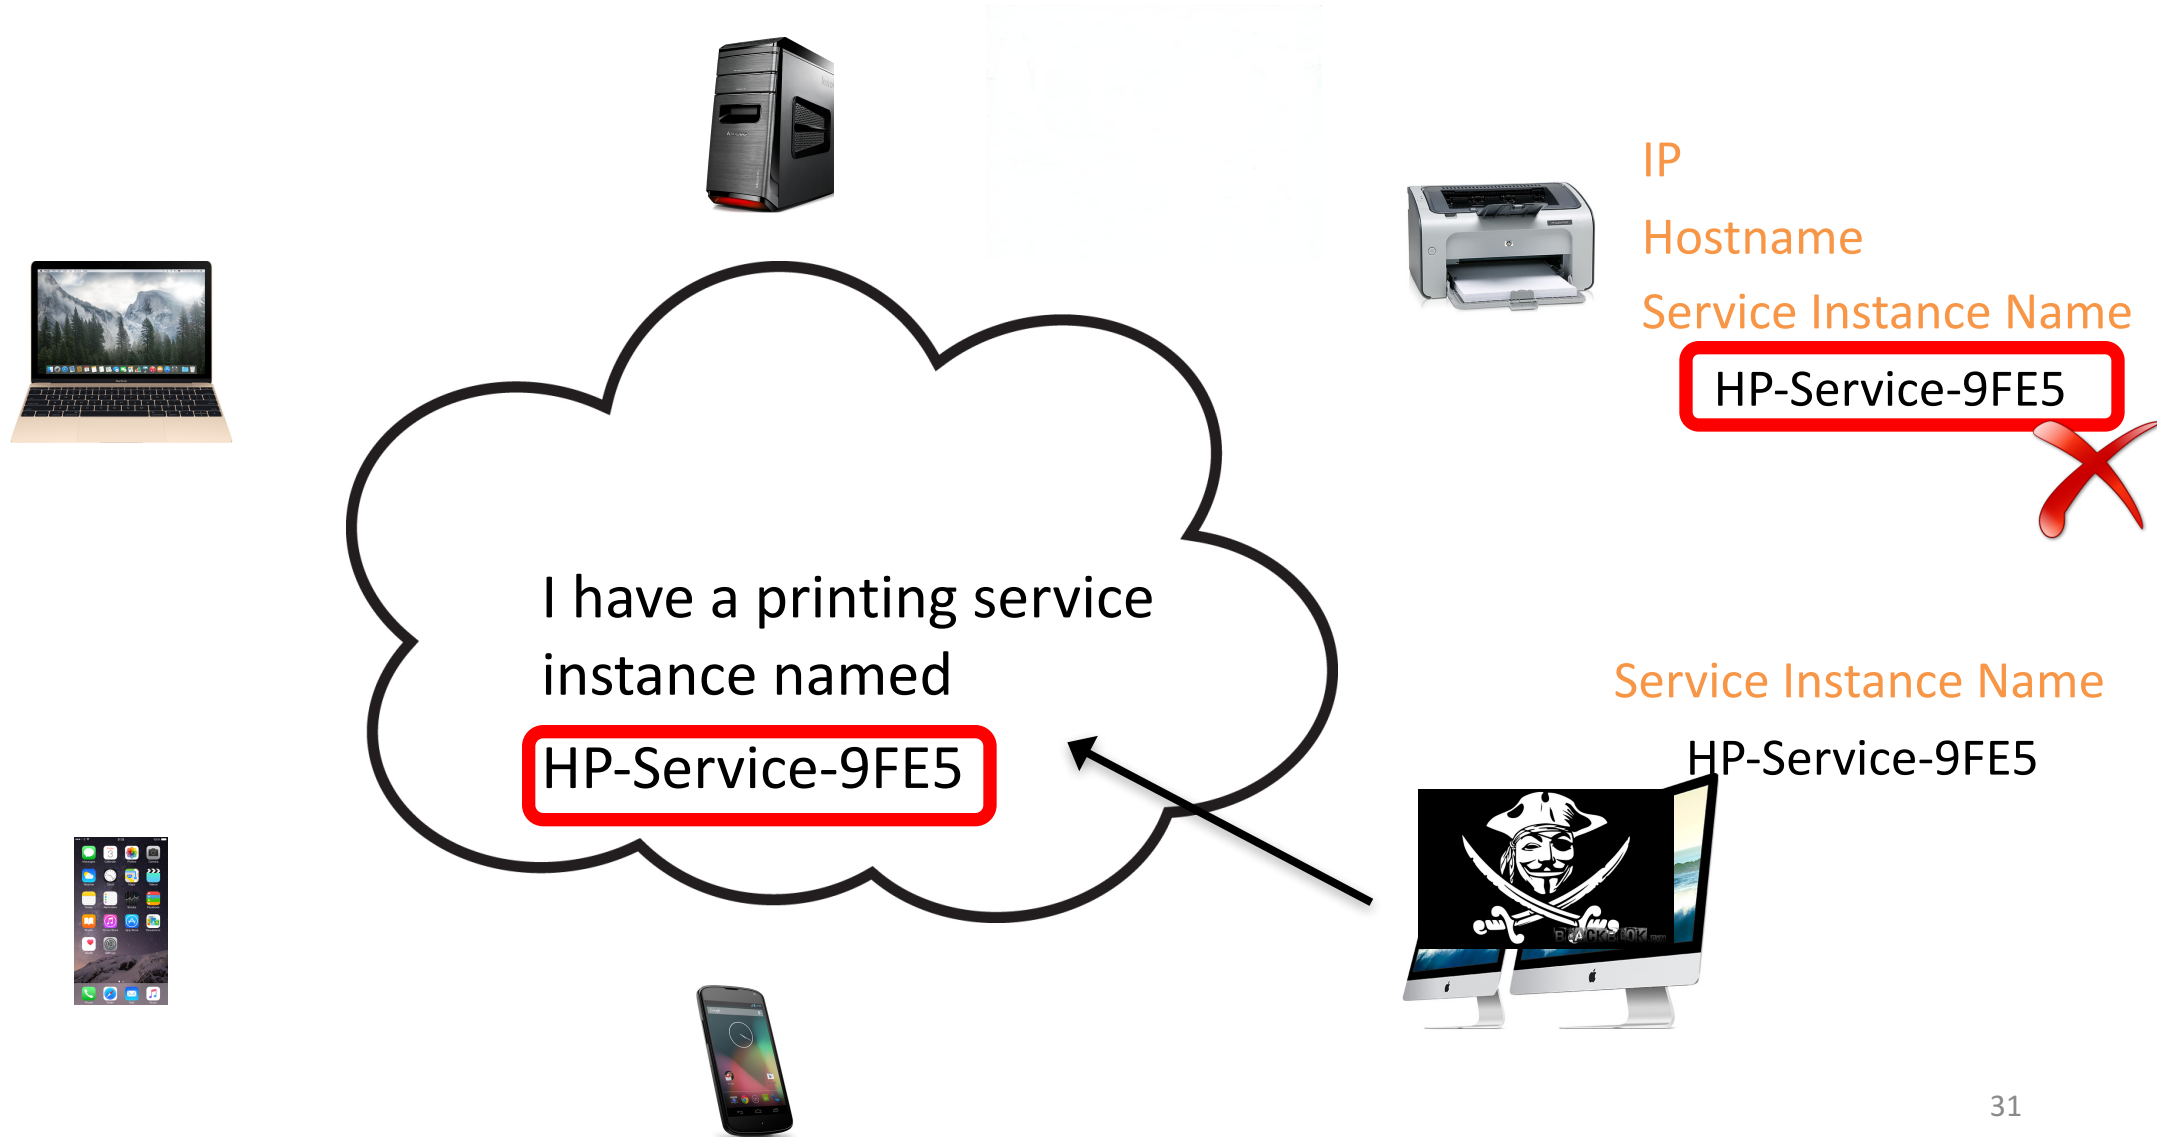 IP
Hostname
Service Instance Name
HP-Service-9FE5
I have a printing service
instance named
HP-Service-9FE5
Service Instance Name
HP-Service-9FE5
31